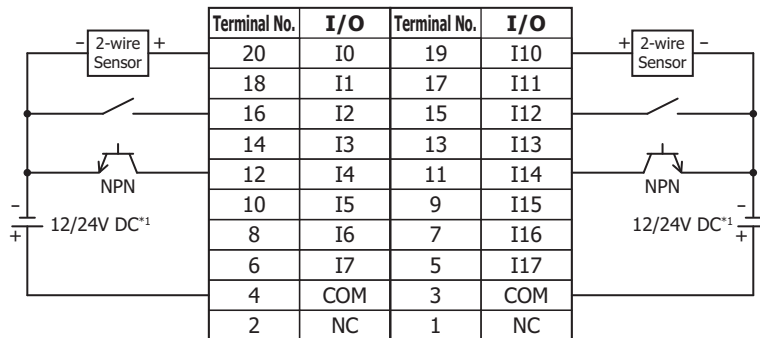 Terminal No. I/O Terminal No. I/O
– 2-wire Sensor + 20 I0 19 I10 + 2-wire Sensor –
18 I1 17 I11
16 I2 15 I12
14 I3 13 I13
NPN 12 I4 11 I14 NPN
10 I5 9 I15
– + 12/24V DC*1 8 I6 7 I16 12/24V DC*1 – +
6 I7 5 I17
4 COM 3 COM
2 NC 1 NC